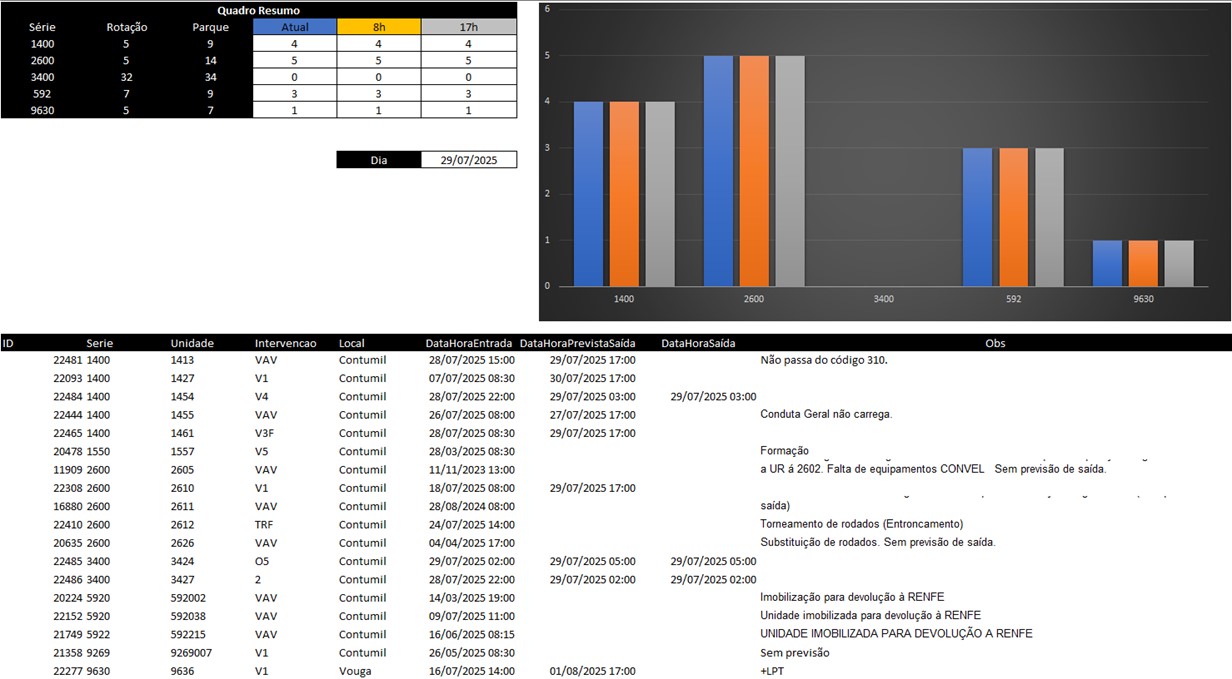 Quadro Resumo
Série Rotação Parque Atual 8h 17h
1400 5 9 4 4 4
2600 5 14 5 5 5
3400 32 34 0 0 0
592 7 9 3 3 3
9630 5 7 1 1 1
Dia 29/07/2025
6
5
4
3
2
1
0
1400 2600 3400 592 9630
ID Serie Unidade Intervencao Local DataHoraEntrada DataHoraPrevistaSaída DataHoraSaída Obs
22481 1400 1413 VAV Contumil 28/07/2025 15:00 29/07/2025 17:00 Não passa do código 310.
22093 1400 1427 V1 Contumil 07/07/2025 08:30 30/07/2025 17:00
22484 1400 1454 V4 Contumil 28/07/2025 22:00 29/07/2025 03:00 29/07/2025 03:00
22444 1400 1455 VAV Contumil 26/07/2025 08:00 27/07/2025 17:00 Conduta Geral não carrega.
22465 1400 1461 V3F Contumil 28/07/2025 08:30 29/07/2025 17:00
20478 1550 1557 V5 Contumil 28/03/2025 08:30 Formação
11909 2600 2605 VAV Contumil 11/11/2023 13:00 a UR á 2602. Falta de equipamentos CONVEL Sem previsão de saída.
22308 2600 2610 V1 Contumil 18/07/2025 08:00 29/07/2025 17:00
16880 2600 2611 VAV Contumil 28/08/2024 08:00 saída)
22410 2600 2612 TRF Contumil 24/07/2025 14:00 Torneamento de rodados (Entroncamento)
20635 2600 2626 VAV Contumil 04/04/2025 17:00 Substituição de rodados. Sem previsão de saída.
22485 3400 3424 O5 Contumil 29/07/2025 02:00 29/07/2025 05:00 29/07/2025 05:00
22486 3400 3427 2 Contumil 28/07/2025 22:00 29/07/2025 02:00 29/07/2025 02:00
20224 5920 592002 VAV Contumil 14/03/2025 19:00 Imobilização para devolução à RENFE
22152 5920 592038 VAV Contumil 09/07/2025 11:00 Unidade imobilizada para devolução à RENFE
21749 5922 592215 VAV Contumil 16/06/2025 08:15 UNIDADE IMOBILIZADA PARA DEVOLUÇÃO A RENFE
21358 9269 9269007 V1 Contumil 26/05/2025 08:30 Sem previsão
22277 9630 9636 V1 Vouga 16/07/2025 14:00 01/08/2025 17:00 +LPT